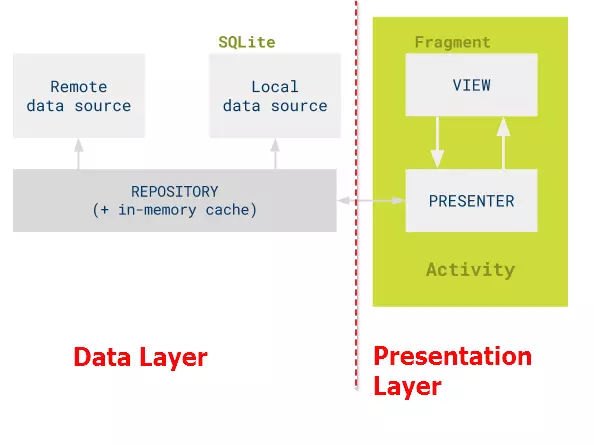 SQLite
Fragment
Remote
data source
Local
data source
VIEW
REPOSITORY
(+ in-memory cache)
PRESENTER
Activity
Data Layer
Presentation
Layer